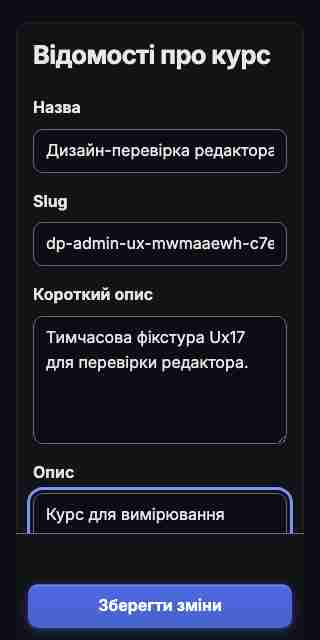 Відомості про курс
Назва
Дизайн-перевірка редактора
Slug
dp-admin-ux-mwmaaewh-c7e
Короткий опис
Тимчасова фікстура Ux17
для перевірки редактора.
Опис
Курс для вимірювання
Зберегти зміни